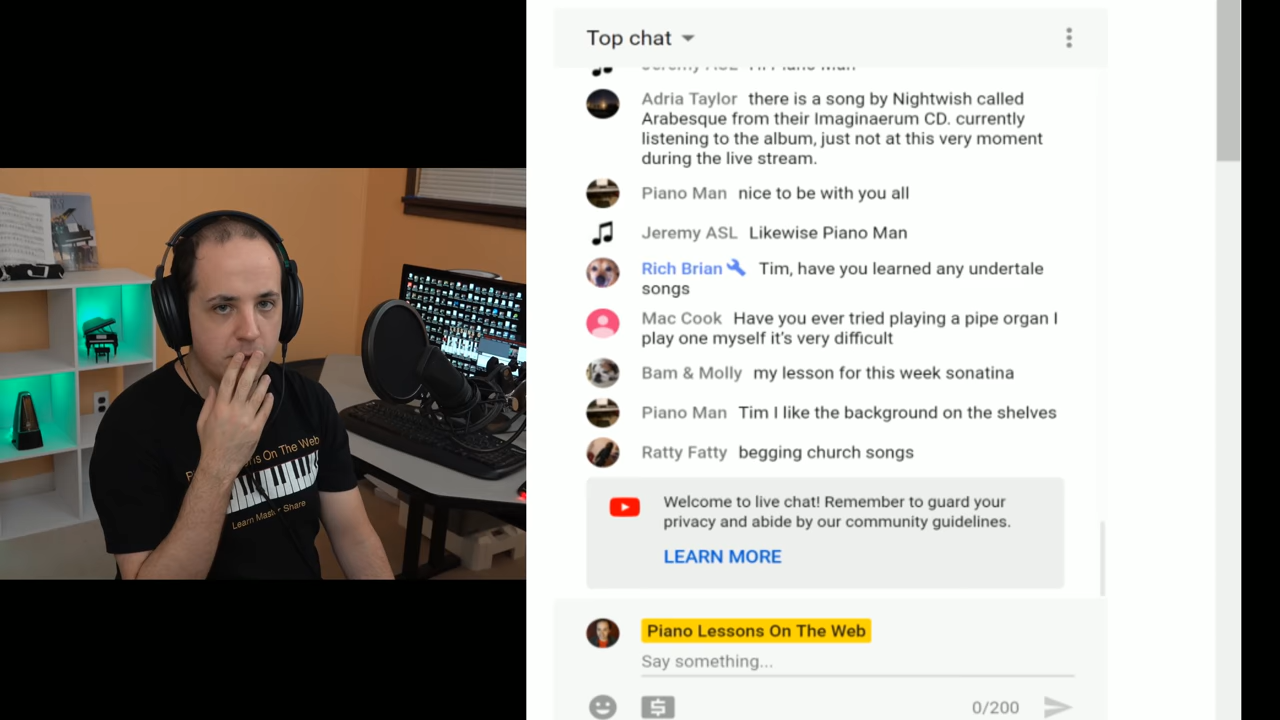 Top chat
Adria Taylor there is a song by Nightwish called
Arabesque from their Imaginaerum CD. currently
listening to the album, just not at this very moment
during the live stream.
Piano Man nice to be with you all
Jeremy ASL Likewise Piano Man
Rich Brian Tim, have you learned any undertale
songs
Mac Cook Have you ever tried playing a pipe organ I
play one myself it's very difficult
Bam & Molly my lesson for this week sonatina
Piano Man Tim I like the background on the shelves
Ratty Fatty begging church songs
Welcome to live chat! Remember to guard your
privacy and abide by our community guidelines.
LEARN MORE
Piano Lessons On The Web
Say something...
0/200
On The Web
Learn Master Share